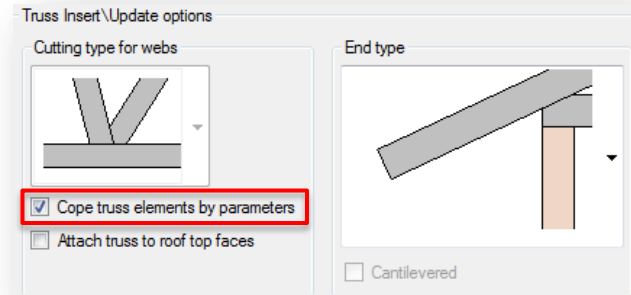 Truss Insert\Update options
Cutting type for webs
End type
Cope truss elements by parameters
Attach truss to roof top faces
Cantilevered